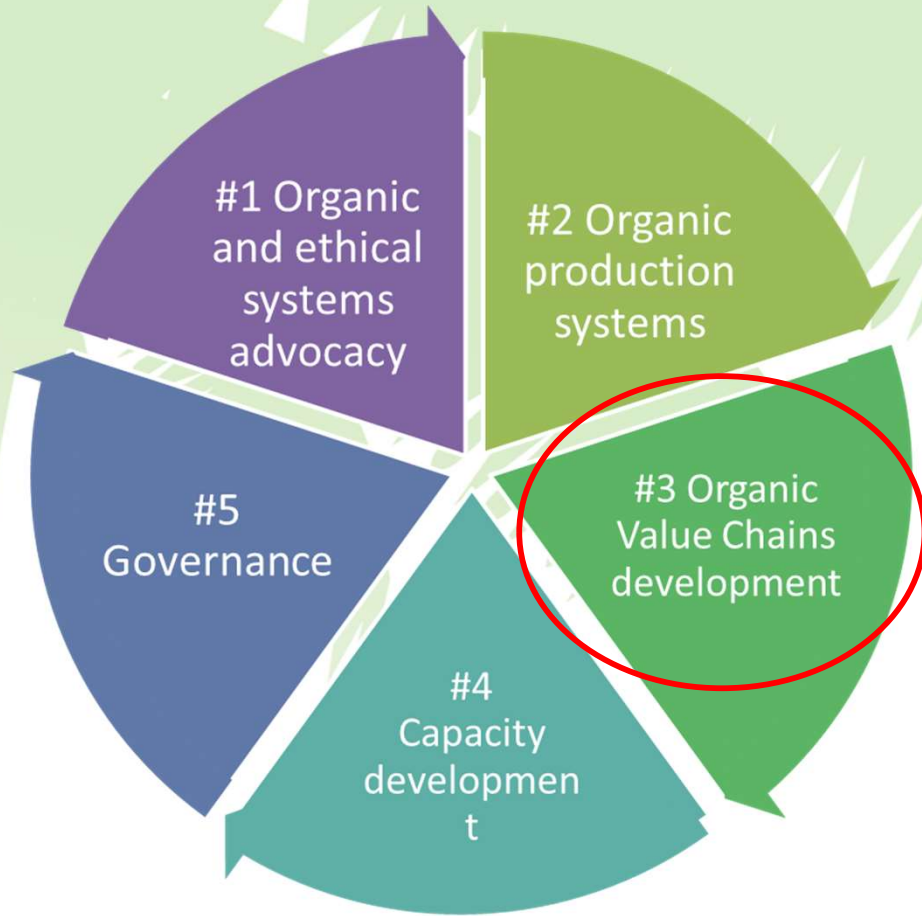 #1 Organic
and ethical
systems
advocacy
#2 Organic
production
systems
#3 Organic
Value Chains
development
#4
Capacity
developmen
t
#5
Governance